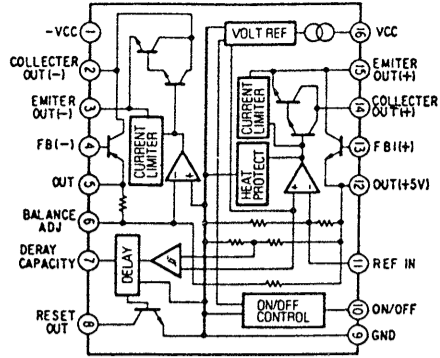 -VCC
1
COLLECTER
OUT(-)
2
EMITER
OUT(-)
3
FB(-)
4
OUT
5
BALANCE
ADJ
6
DERAY
CAPACITY
7
RESET
OUT
8
CURRENT
LIMITER
DELAY
VOLT REF
CURRENT
LIMITER
HEAT
PROTECT
ON/OFF
CONTROL
- +
+ -
16
VCC
15
EMITER
OUT(+)
14
COLLECTER
OUT(+)
13
FBI(+)
12
OUT(+5V)
11
REF IN
10
ON/OFF
9
GND